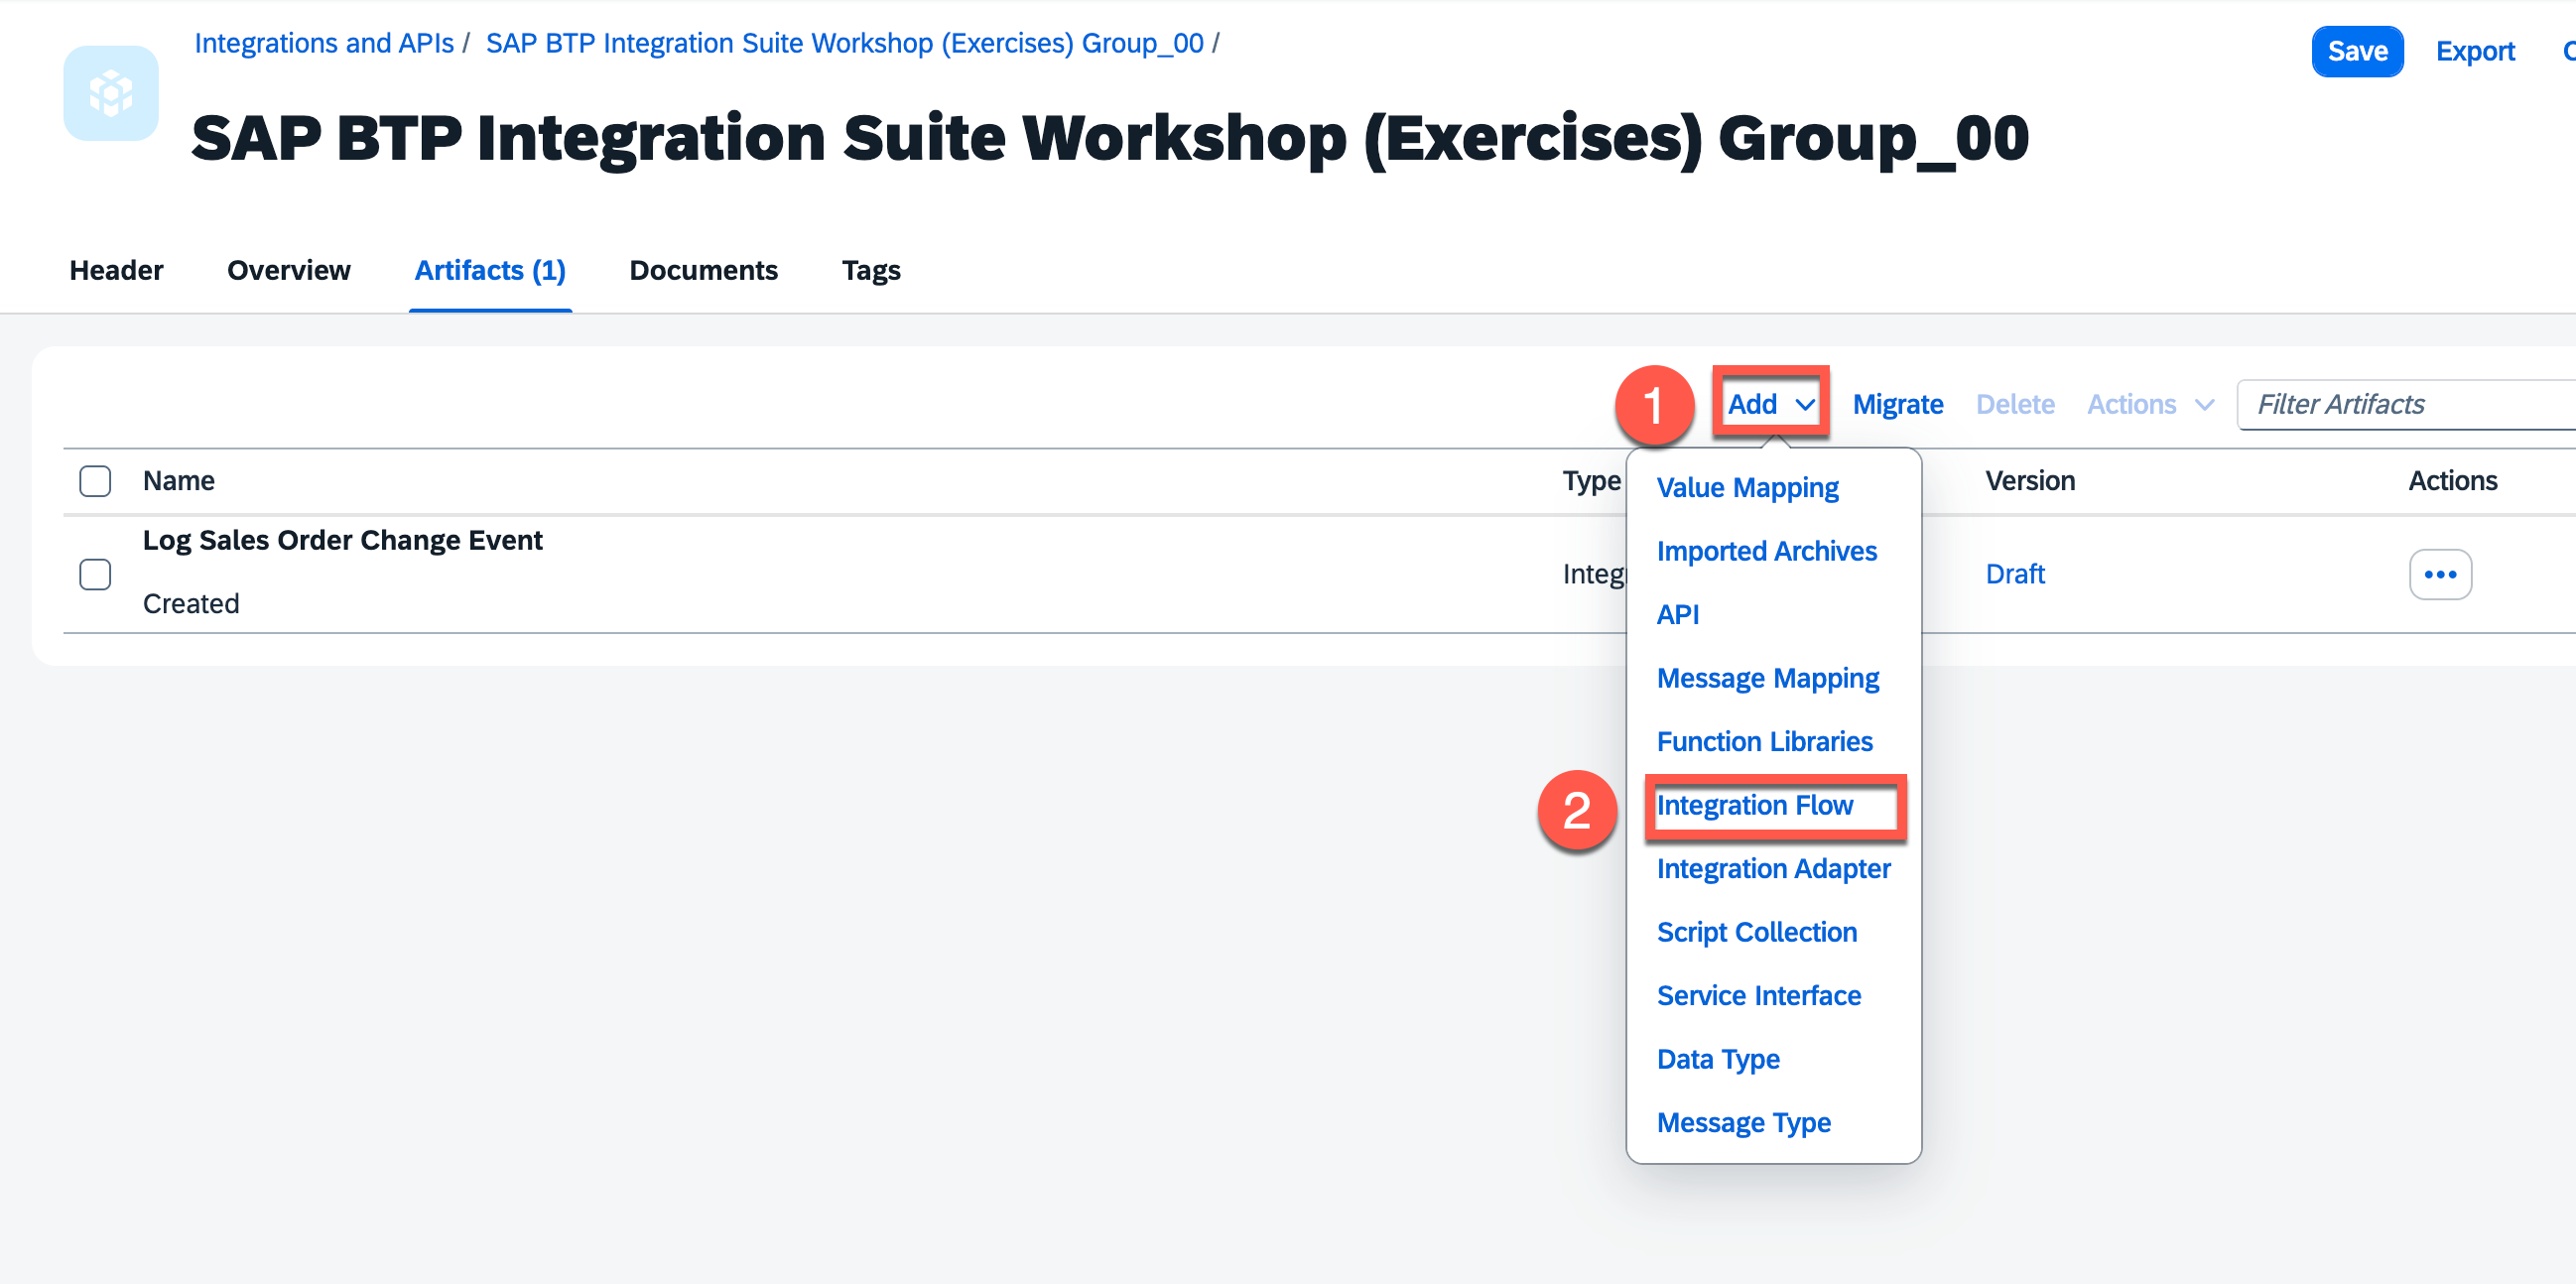 Integrations and APIs / SAP BTP Integration Suite Workshop (Exercises) Group_00 /
Save Export
SAP BTP Integration Suite Workshop (Exercises) Group_00
Header Overview Artifacts (1) Documents Tags
1 Add Migrate Delete Actions Filter Artifacts
Name Type Version Actions
Log Sales Order Change Event
Created
Draft
Value Mapping
Imported Archives
API
Message Mapping
Function Libraries
2 Integration Flow
Integration Adapter
Script Collection
Service Interface
Data Type
Message Type